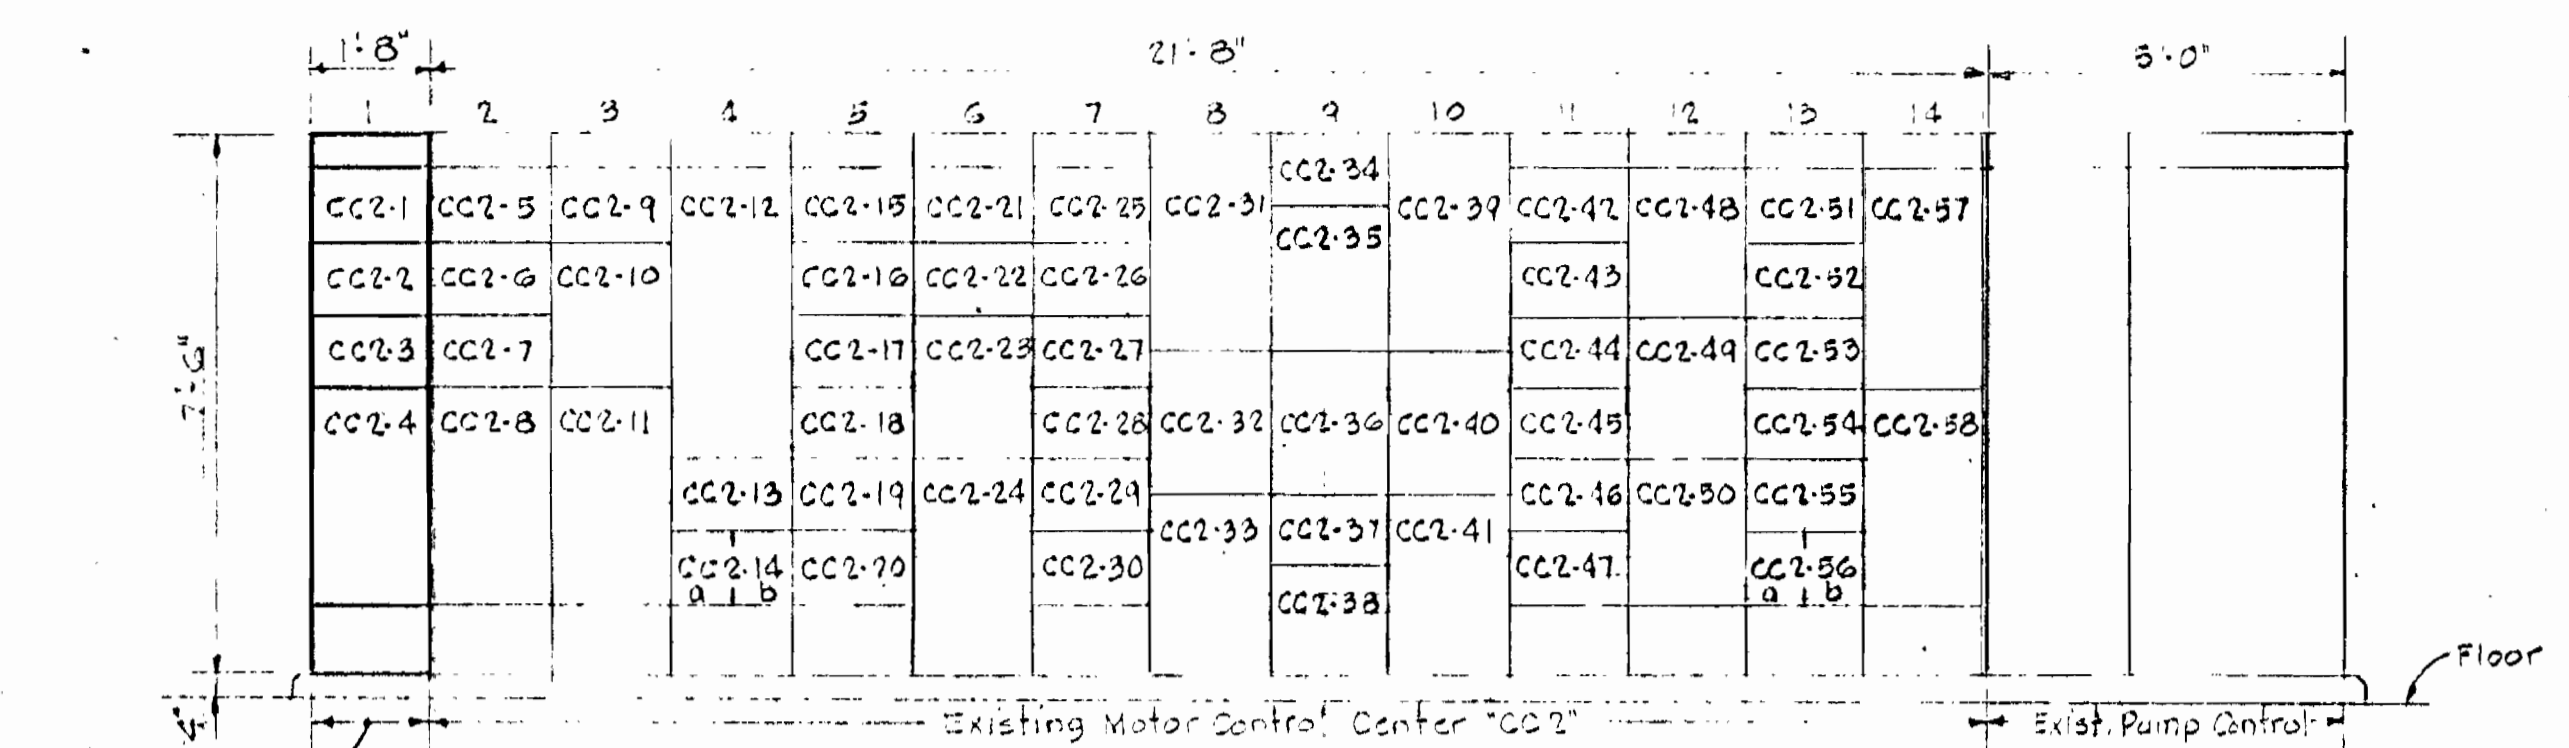 1'-8" 21'-8" 5'-0"
1 2 3 4 5 6 7 8 9 10 11 12 13 14
CC2-34
CC2-1 CC2-5 CC2-9 CC2-12 CC2-15 CC2-21 CC2-25 CC2-31 CC2-39 CC2-42 CC2-48 CC2-51 CC2-57
CC2-35
CC2-2 CC2-6 CC2-10 CC2-16 CC2-22 CC2-26 CC2-43 CC2-52
CC2-3 CC2-7 CC2-17 CC2-23 CC2-27 CC2-44 CC2-49 CC2-53
7'-6"
CC2-4 CC2-8 CC2-11 CC2-18 CC2-28 CC2-32 CC2-36 CC2-40 CC2-45 CC2-54 CC2-58
CC2-13 CC2-19 CC2-24 CC2-29 CC2-46 CC2-50 CC2-55
CC2-33 CC2-37 CC2-41
CC2-14 CC2-20 CC2-30 CC2-47 CC2-56
a b a b
CC2-38
Floor
Existing Motor Control Center "CC2" Exist. Pump Control